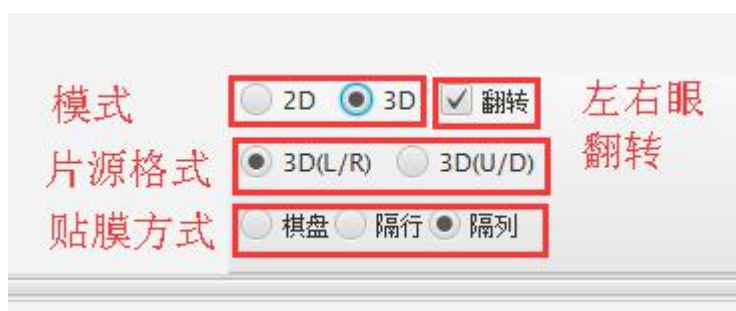 模式 2D 3D 翻转 左右眼
翻转
片源格式 3D(L/R) 3D(U/D)
贴膜方式 棋盘 隔行 隔列